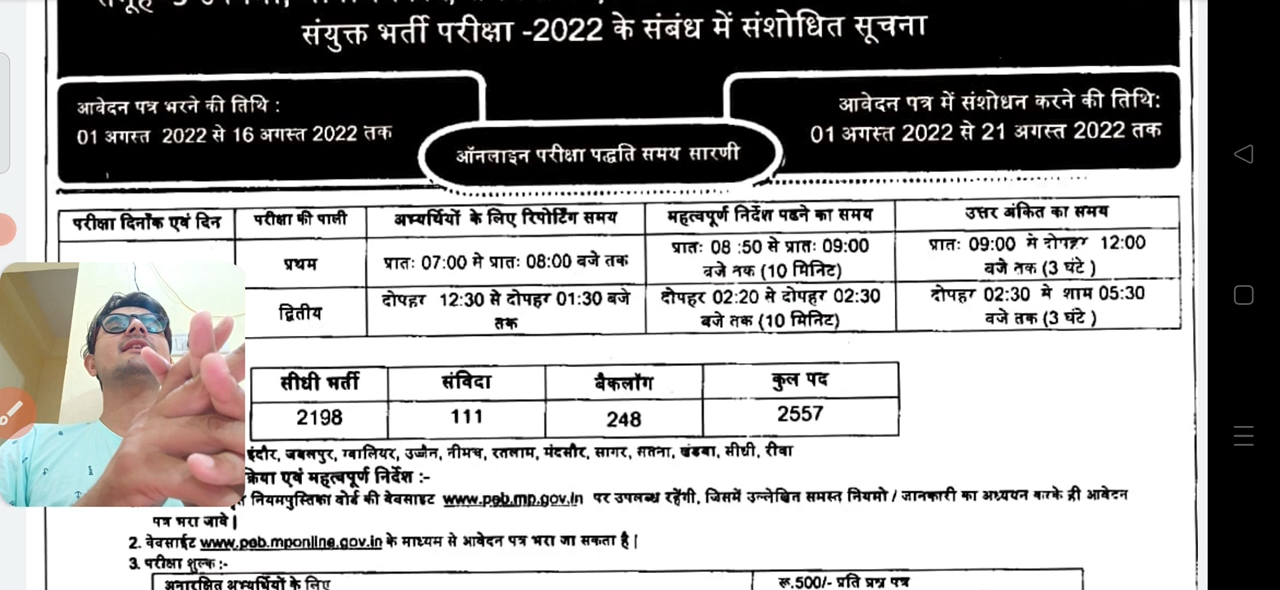 संयुक्त भर्ती परीक्षा -2022 के संबंध में संशोधित सूचना
आवेदन पत्र भरने की तिथि :
01 अगस्त 2022 से 16 अगस्त 2022 तक
आवेदन पत्र में संशोधन करने की तिथि:
01 अगस्त 2022 से 21 अगस्त 2022 तक
ऑनलाइन परीक्षा पद्धति समय सारणी
परीक्षा दिनाँक एवं दिन परीक्षा की पाली अभ्यर्थियों के लिए रिपोर्टिंग समय महत्वपूर्ण निर्देश पढने का समय उत्तर अंकित का समय
प्रथम प्रातः 07:00 से प्रातः 08:00 बजे तक प्रातः 08 :50 से प्रातः 09:00 बजे तक (10 मिनिट) प्रातः 09:00 से दोपहर 12:00 बजे तक (3 घंटे )
द्वितीय दोपहर 12:30 से दोपहर 01:30 बजे तक दोपहर 02:20 से दोपहर 02:30 बजे तक (10 मिनिट) दोपहर 02:30 से शाम 05:30 बजे तक (3 घंटे )
सीधी भर्ती संविदा बैकलॉग कुल पद
2198 111 248 2557
इंदौर, जबलपुर, ग्वालियर, उज्जैन, नीमच, रतलाम, मंदसौर, सागर, सतना, खंडवा, सीधी, रीवा
क्रिया एवं महत्वपूर्ण निर्देश :-
नियमपुस्तिका बोर्ड की वेबसाइट www.peb.mp.gov.in पर उपलब्ध रहेंगी, जिसमें उल्लेखित समस्त नियमो / जानकारी का अध्ययन करके ही आवेदन
पत्र भरा जावे |
2. वेवसाईट www.peb.mponline.gov.in के माध्यम से आवेदन पत्र भरा जा सकता है |
3. परीक्षा शुल्क :-
अनारक्षित अभ्यर्थियों के लिए रू.500/- प्रति प्रश्न पत्र